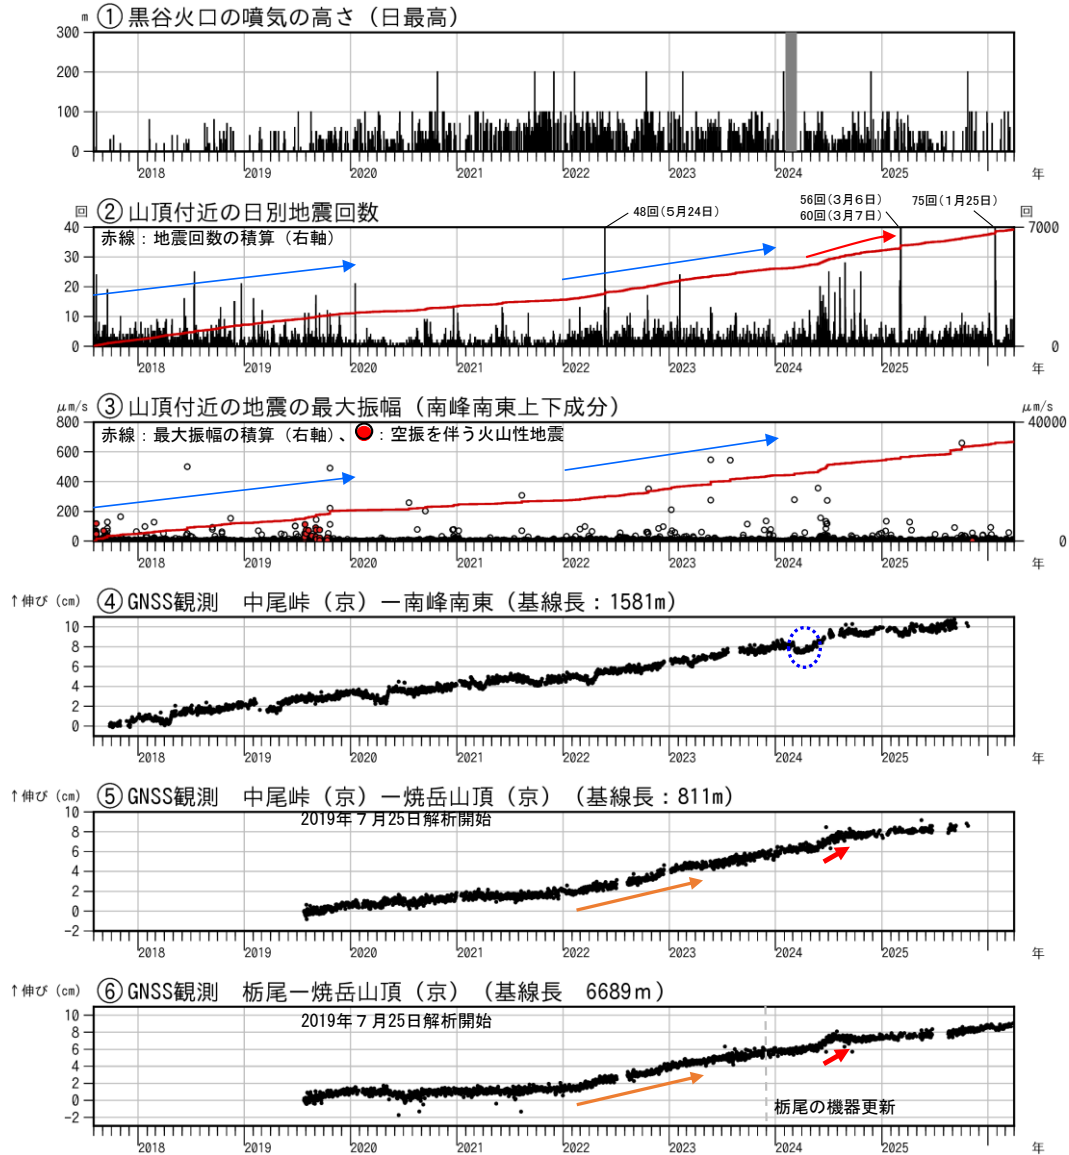 m ①黒谷火口の噴気の高さ（日最高）
300
200
100
0
2018 2019 2020 2021 2022 2023 2024 2025 年
回 ②山頂付近の日別地震回数
48回(５月24日)
56回(３月６日)
60回(３月７日)
75回(１月25日)
回
赤線：地震回数の積算（右軸）
40 7000
30
20
10
0 0
2018 2019 2020 2021 2022 2023 2024 2025 年
μm/s ③山頂付近の地震の最大振幅（南峰南東上下成分） μm/s
赤線：最大振幅の積算（右軸）、 ：空振を伴う火山性地震
800 40000
600
400
200
0 0
2018 2019 2020 2021 2022 2023 2024 2025 年
↑伸び（cm） ④GNSS観測　中尾峠（京）－南峰南東（基線長：1581m）
10
8
6
4
2
0
2018 2019 2020 2021 2022 2023 2024 2025 年
↑伸び（cm） ⑤GNSS観測　中尾峠（京）－焼岳山頂（京）（基線長：811m）
2019年７月25日解析開始
10
8
6
4
2
0
-2
2018 2019 2020 2021 2022 2023 2024 2025 年
↑伸び（cm） ⑥GNSS観測　栃尾－焼岳山頂（京）（基線長　6689ｍ）
2019年７月25日解析開始
10
8
6
4
2
0
-2
栃尾の機器更新
2018 2019 2020 2021 2022 2023 2024 2025 年